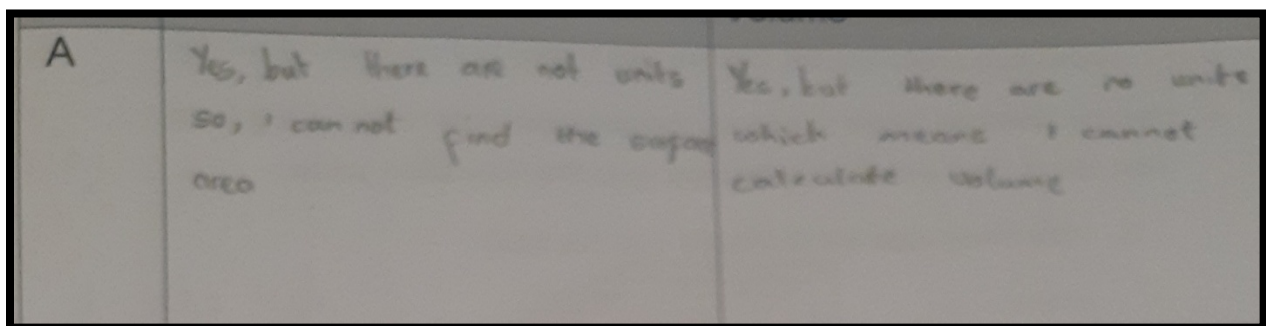 A
Yes, but there are not units
so, I can not find the
area
Yes, but there are no units
which means I cannot
calculate volume